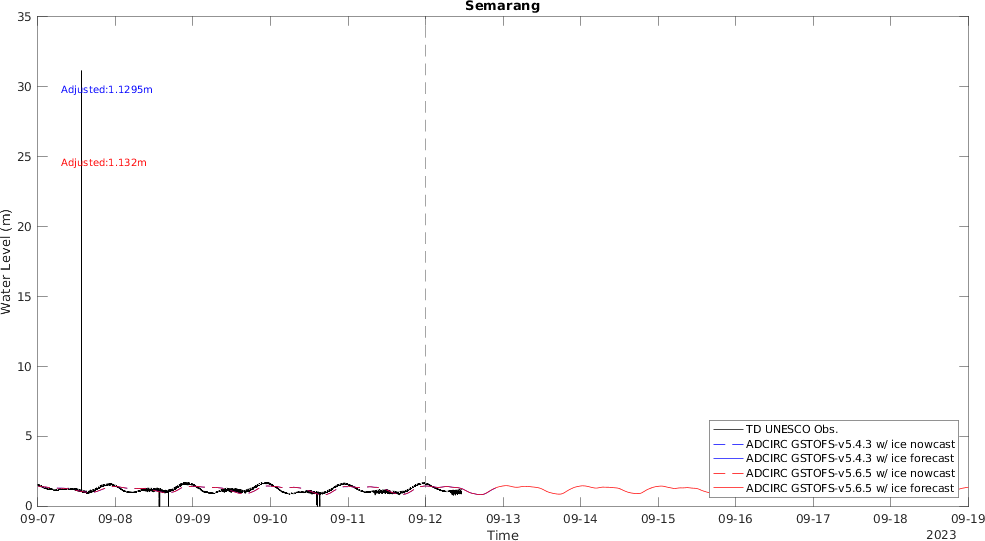 Semarang
35
30
25
20
15
10
5
0
Water Level (m)
Adjusted:1.1295m
Adjusted:1.132m
TD UNESCO Obs.
ADCIRC GSTOFS-v5.4.3 w/ ice nowcast
ADCIRC GSTOFS-v5.4.3 w/ ice forecast
ADCIRC GSTOFS-v5.6.5 w/ ice nowcast
ADCIRC GSTOFS-v5.6.5 w/ ice forecast
09-07 09-08 09-09 09-10 09-11 09-12 09-13 09-14 09-15 09-16 09-17 09-18 09-19
Time
2023